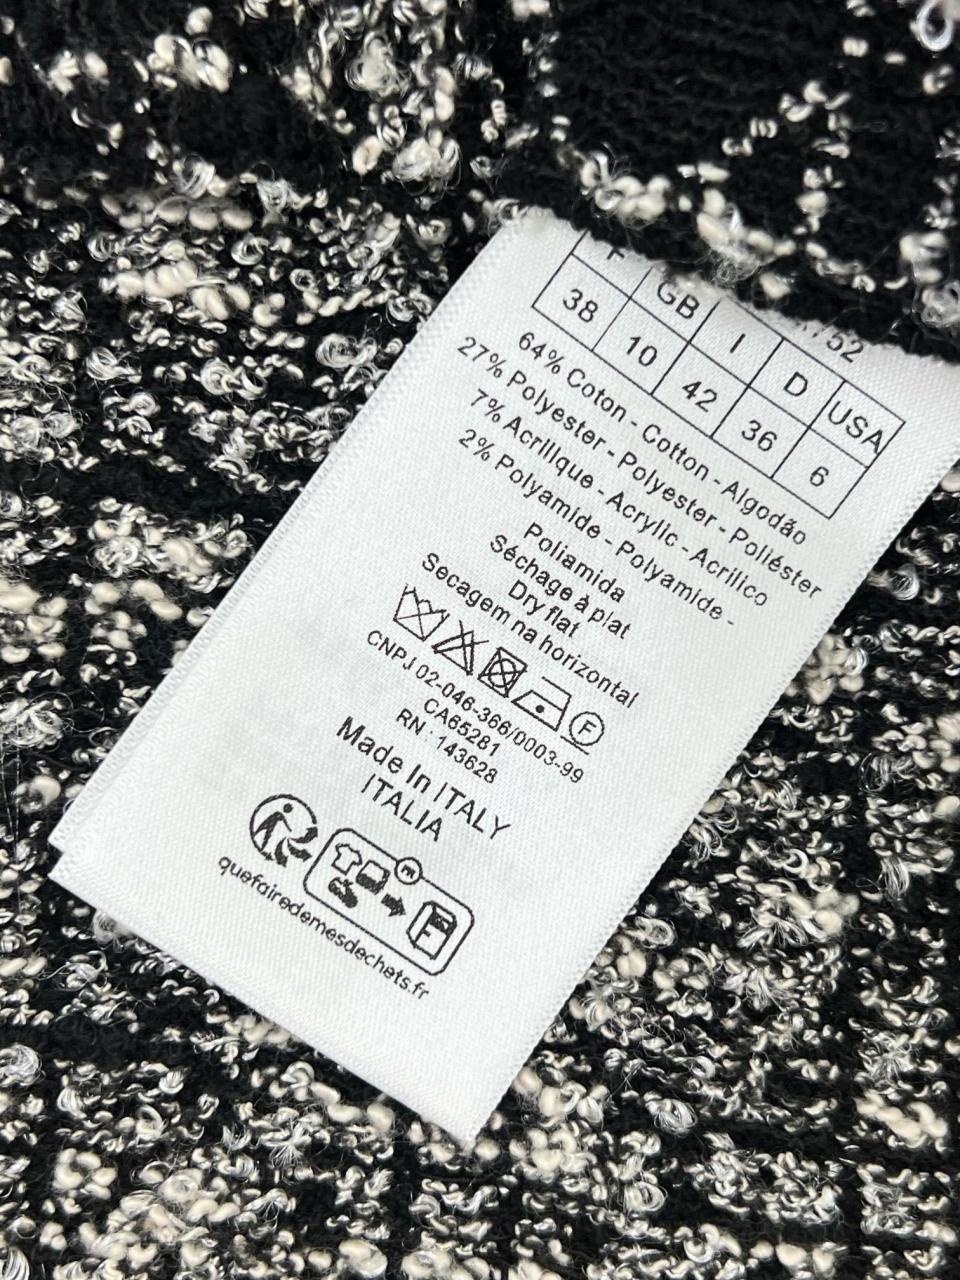 752
F GB I D USA
38 10 42 36 6
64% Coton - Cotton - Algodão
27% Polyester - Polyester - Poliéster
7% Acrilique - Acrylic - Acrilico
2% Polyamide - Polyamide -
Poliamida
Séchage à plat
Dry flat
Secagem na horizontal
F
CNPJ 02-046-366/0003-99
CA65281
RN : 143628
Made In ITALY
ITALIA
FR
quefairedemesdechets.fr